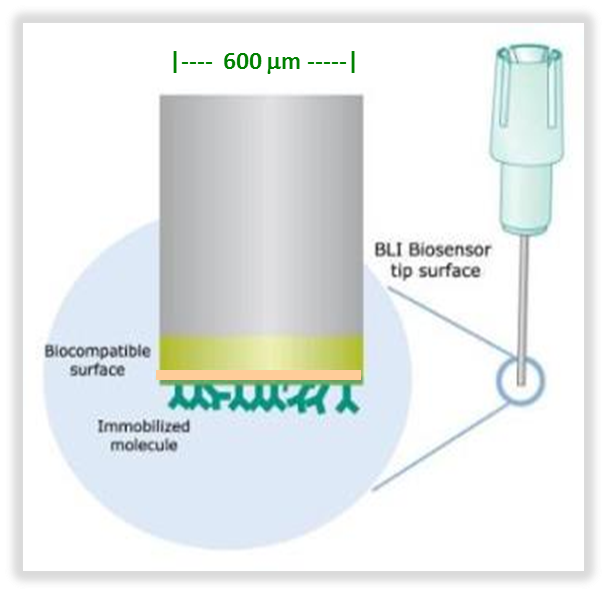 |---- 600 µm -----|
BLI Biosensor
tip surface
Biocompatible
surface
Immobilized
molecule